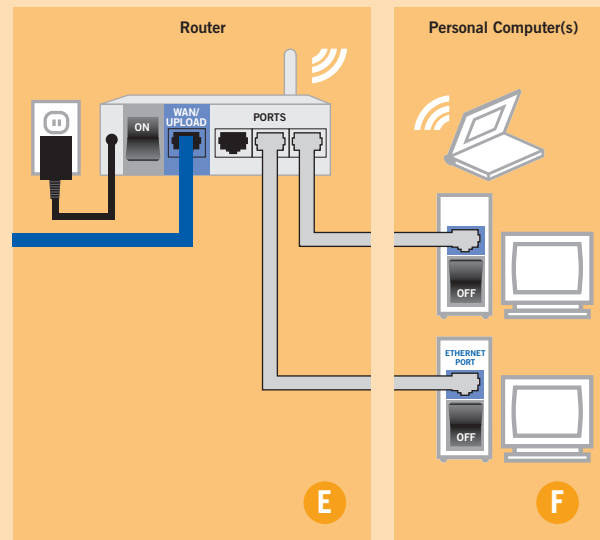 Router
Personal Computer(s)
ON
WAN/
UPLOAD
PORTS
OFF
ETHERNET
PORT
OFF
E
F